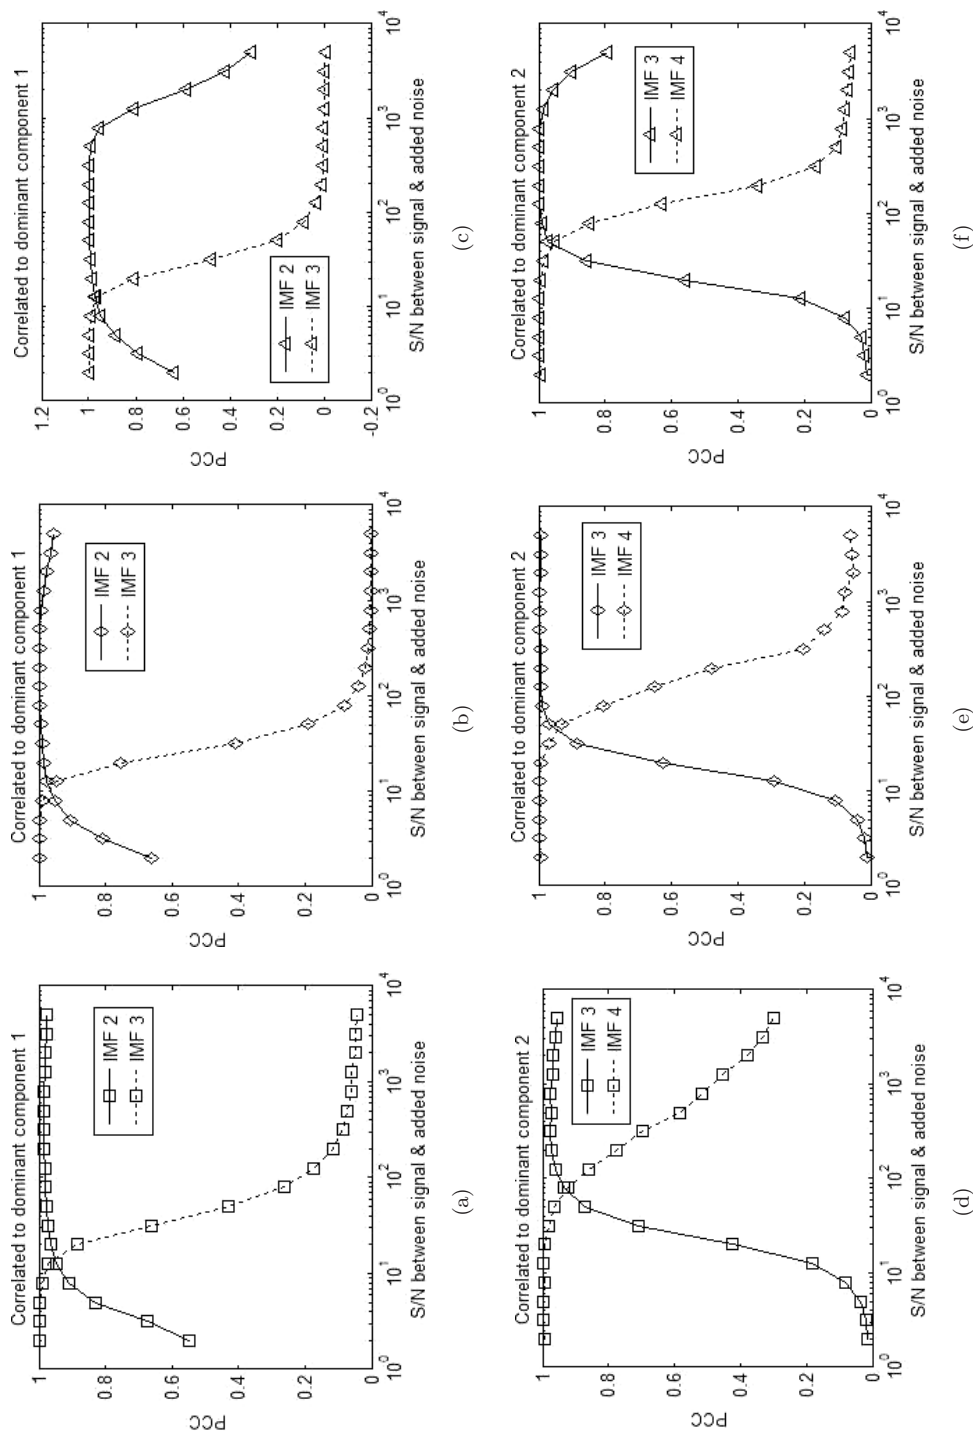 Correlated to dominant component 1
1
0.8
0.6
0.4
0.2
0
PCC
IMF 2
IMF 3
10^0 10^1 10^2 10^3 10^4
S/N between signal & added noise
(a)
Correlated to dominant component 1
1
0.8
0.6
0.4
0.2
0
PCC
IMF 2
IMF 3
10^0 10^1 10^2 10^3 10^4
S/N between signal & added noise
(b)
Correlated to dominant component 1
1.2
1
0.8
0.6
0.4
0.2
0
-0.2
PCC
IMF 2
IMF 3
10^0 10^1 10^2 10^3
S/N between signal & added noise
(c)
Correlated to dominant component 2
1
0.8
0.6
0.4
0.2
0
PCC
IMF 3
IMF 4
10^0 10^1 10^2 10^3 10^4
S/N between signal & added noise
(d)
Correlated to dominant component 2
1
0.8
0.6
0.4
0.2
0
PCC
IMF 3
IMF 4
10^0 10^1 10^2 10^3 10^4
S/N between signal & added noise
(e)
Correlated to dominant component 2
1
0.8
0.6
0.4
0.2
0
PCC
IMF 3
IMF 4
10^0 10^1 10^2 10^3
S/N between signal & added noise
(f)